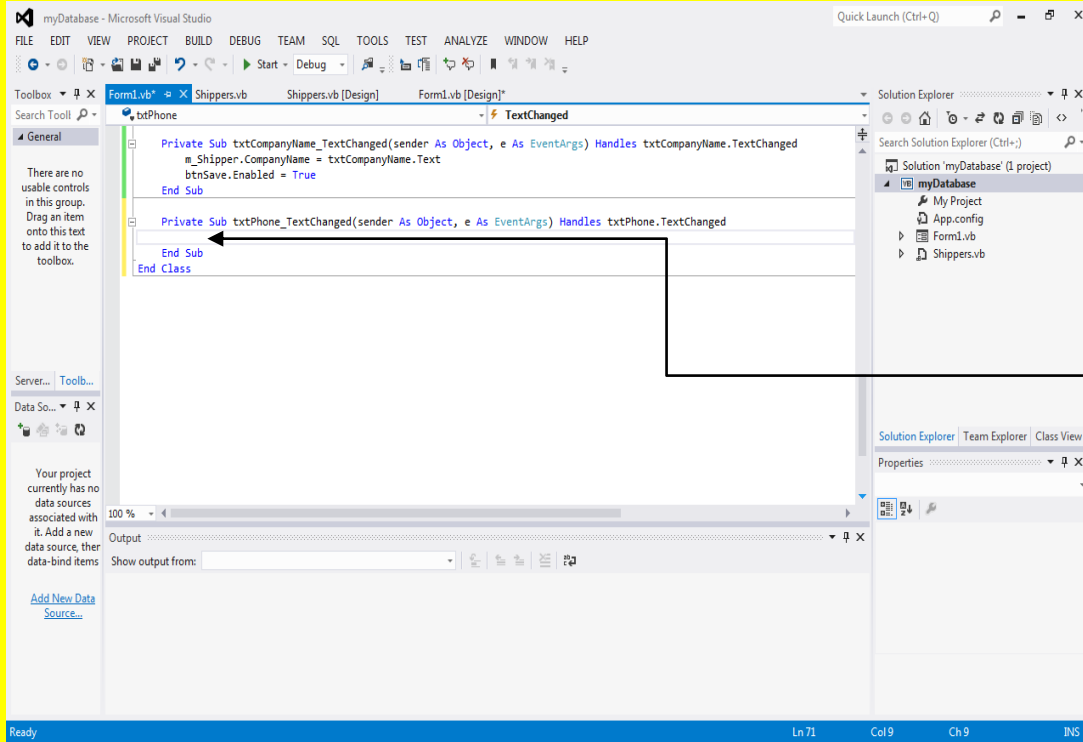 myDatabase - Microsoft Visual Studio
Quick Launch (Ctrl+Q)
FILE EDIT VIEW PROJECT BUILD DEBUG TEAM SQL TOOLS TEST ANALYZE WINDOW HELP
Start Debug
Toolbox
Search Tooll
General
There are no
usable controls
in this group.
Drag an item
onto this text
to add it to the
toolbox.
Server... Toolb...
Data So...
Your project
currently has no
data sources
associated with
it. Add a new
data source, then
data-bind items
Add New Data
Source...
Form1.vb* Shippers.vb Shippers.vb [Design] Form1.vb [Design]*
txtPhone TextChanged
Private Sub txtCompanyName_TextChanged(sender As Object, e As EventArgs) Handles txtCompanyName.TextChanged
m_Shipper.CompanyName = txtCompanyName.Text
btnSave.Enabled = True
End Sub
Private Sub txtPhone_TextChanged(sender As Object, e As EventArgs) Handles txtPhone.TextChanged
End Sub
End Class
100 %
Output
Show output from:
Solution Explorer
Search Solution Explorer (Ctrl+;)
Solution 'myDatabase' (1 project)
VB myDatabase
My Project
App.config
Form1.vb
Shippers.vb
Solution Explorer Team Explorer Class View
Properties
Ready Ln 71 Col 9 Ch 9 INS